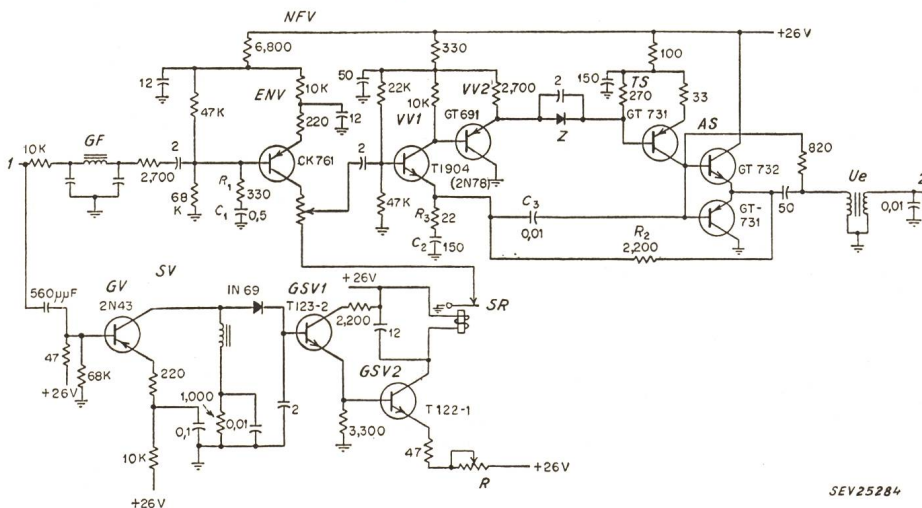 NFV
+26V
6,800
330
100
12
50
150
TS
10K
ENV
22K
VV2
2,700
2
270
33
47K
12
10K
VV1
GT691
GT 731
AS
220
Z
820
GF
1
10K
2,700
2
CK761
2
T1904
(2N78)
GT 732
Ue
2
68
K
R1
330
C1
0,5
47K
R3
22
C2
150
C3
0,01
GT-
731
50
0,01
R2
2,200
SV
+26V
560µµF
GV
2N43
IN 69
GSV1
T123-2
2,200
12
SR
47
68K
+26V
220
GSV2
1,000
0,01
2
3,300
T 122-1
0,1
10K
47
R
+26V
+26V
SEV25284